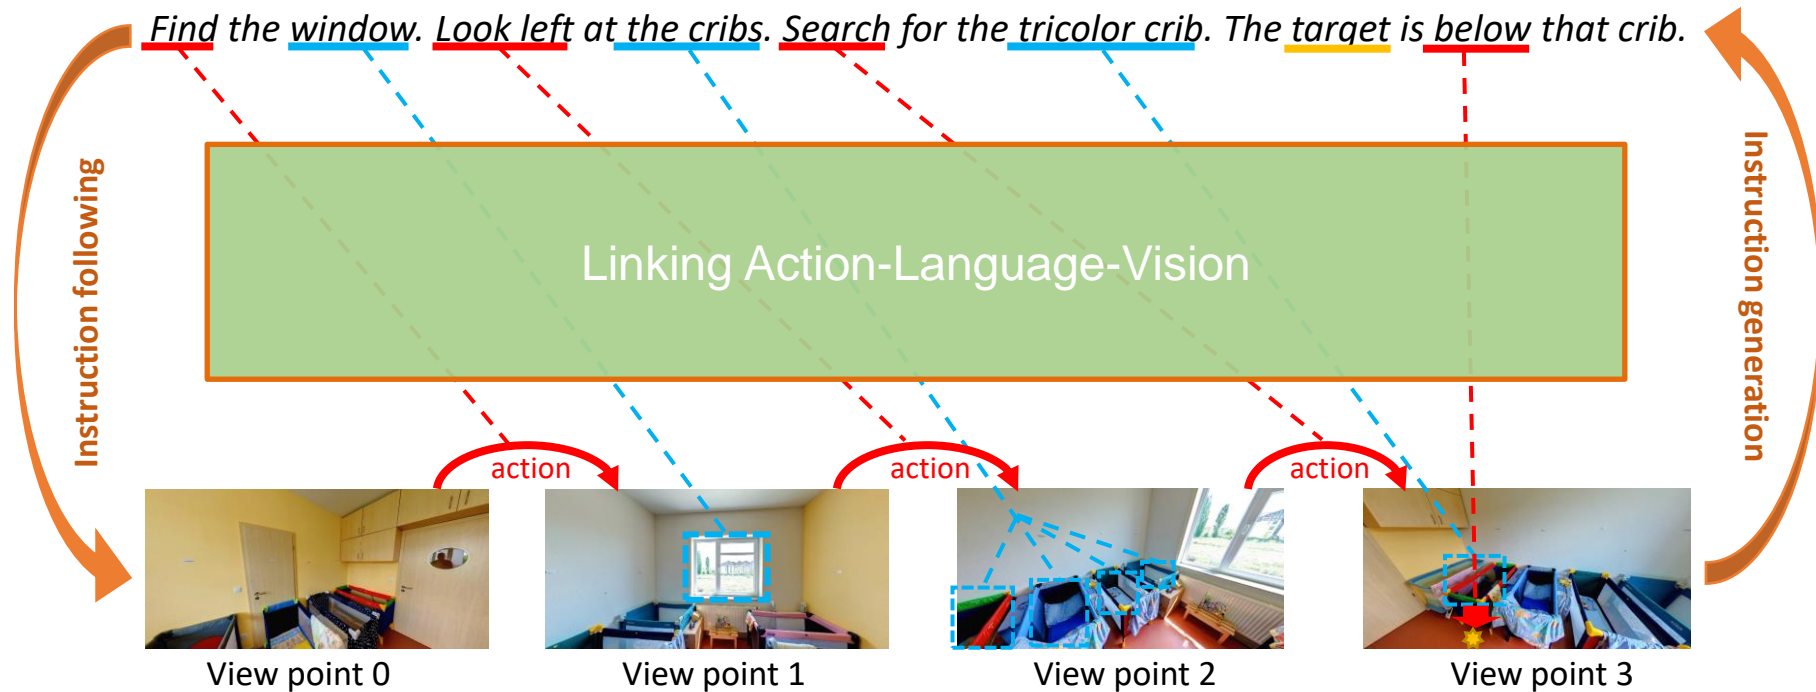 Find the window. Look left at the cribs. Search for the tricolor crib. The target is below that crib.
Instruction following
Linking Action-Language-Vision
Instruction generation
action
action
action
View point 0
View point 1
View point 2
View point 3